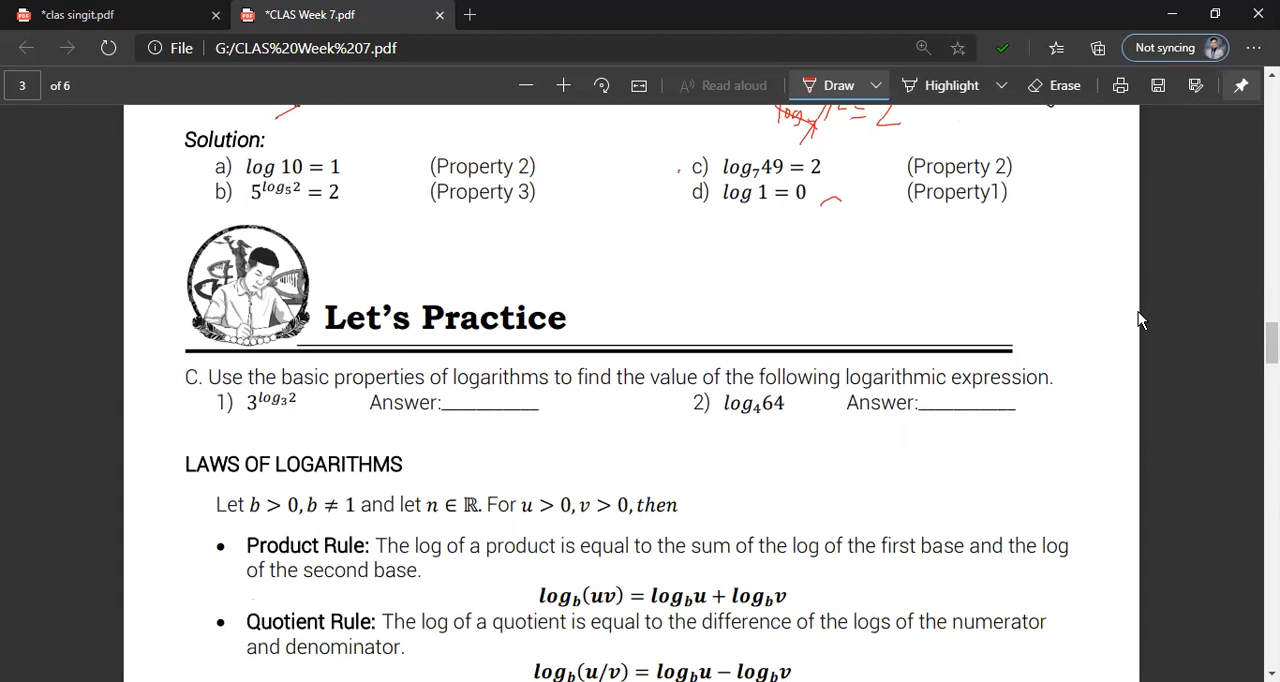 *clas singit.pdf
*CLAS Week 7.pdf
File G:/CLAS%20Week%207.pdf
Not syncing
3 of 6
Read aloud
Draw
Highlight
Erase
= 2
Solution:
a) log 10 = 1 (Property 2) c) log₇49 = 2 (Property 2)
b) 5^{log₅2} = 2 (Property 3) d) log 1 = 0 (Property1)
Let's Practice
C. Use the basic properties of logarithms to find the value of the following logarithmic expression.
1) 3^{log₃2} Answer:___________ 2) log₄64 Answer:___________
LAWS OF LOGARITHMS
Let b > 0, b ≠ 1 and let n ∈ ℝ. For u > 0, v > 0, then
• Product Rule: The log of a product is equal to the sum of the log of the first base and the log
of the second base.
log_b(uv) = log_b u + log_b v
• Quotient Rule: The log of a quotient is equal to the difference of the logs of the numerator
and denominator.
log_b(u/v) = log_b u − log_b v